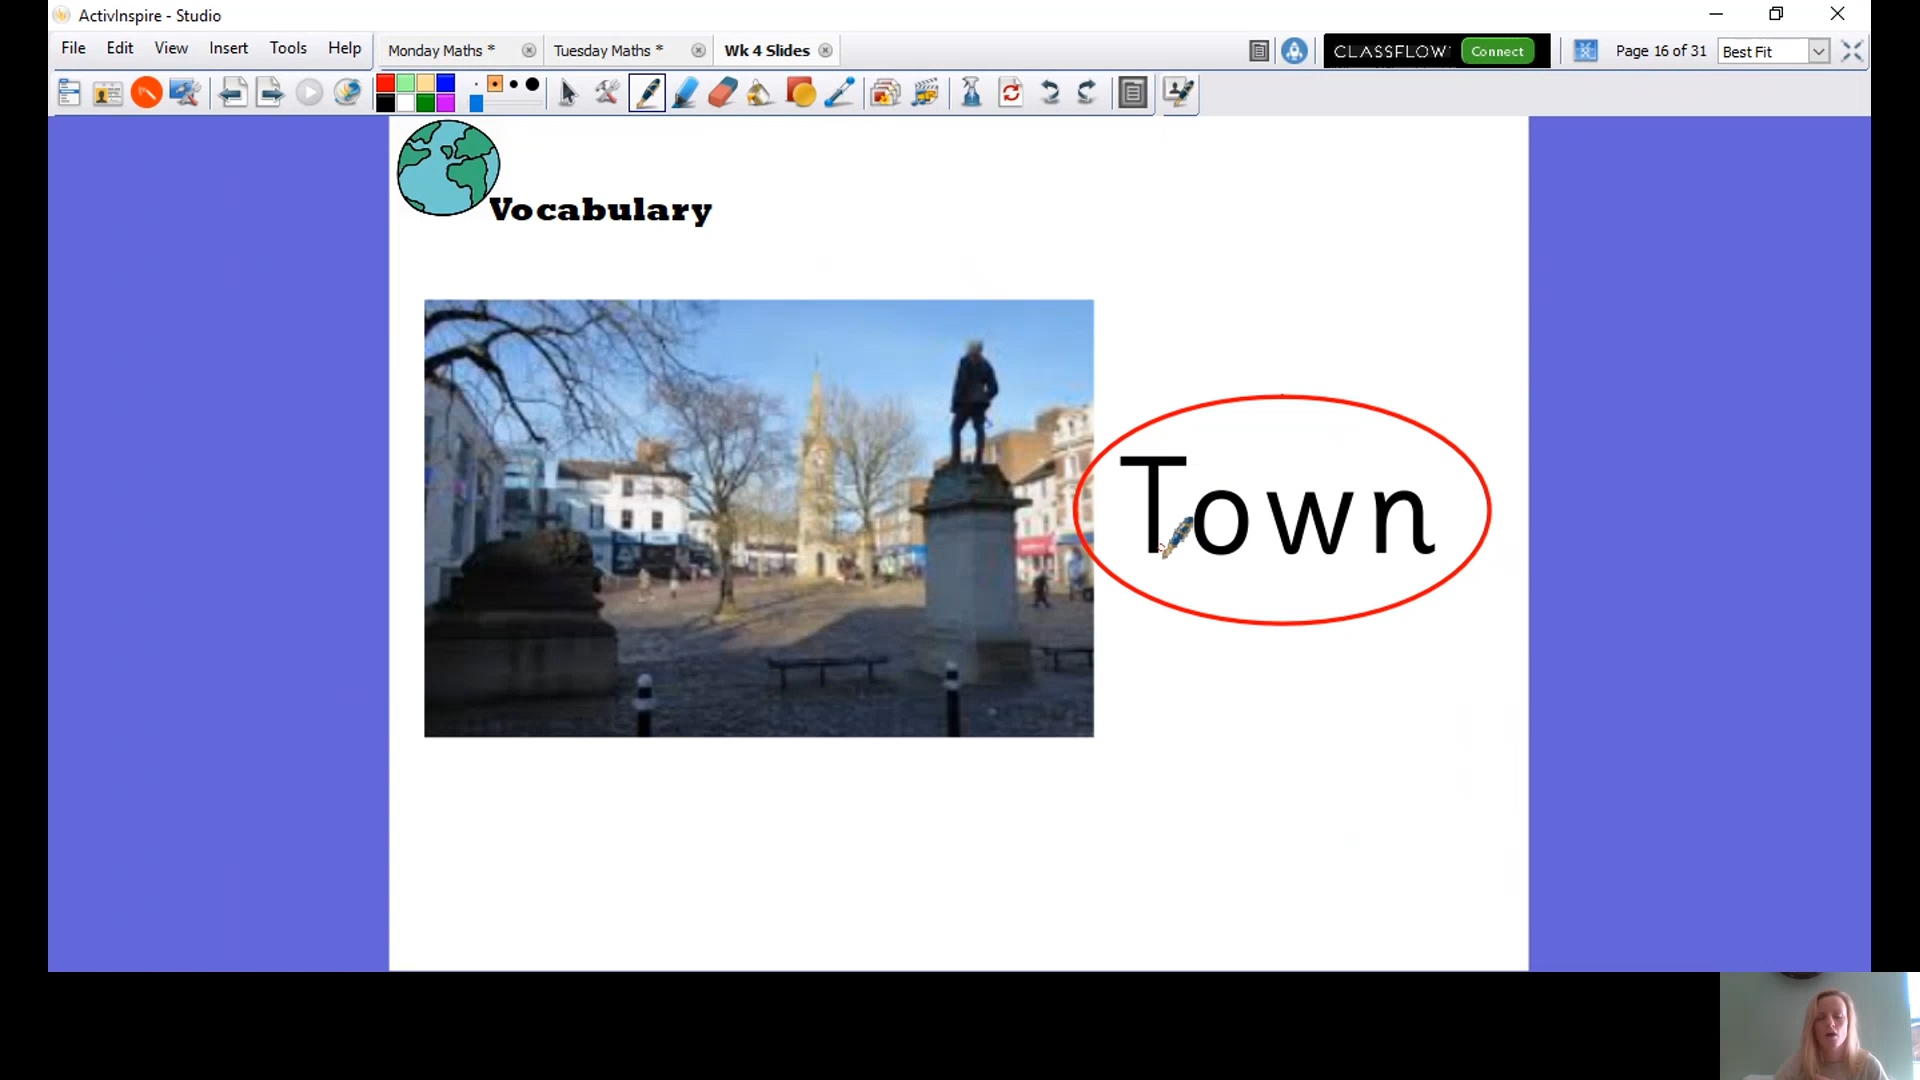 ActivInspire - Studio
File Edit View Insert Tools Help
Monday Maths * Tuesday Maths * Wk 4 Slides
CLASSFLOW Connect Page 16 of 31 Best Fit
Vocabulary
Town